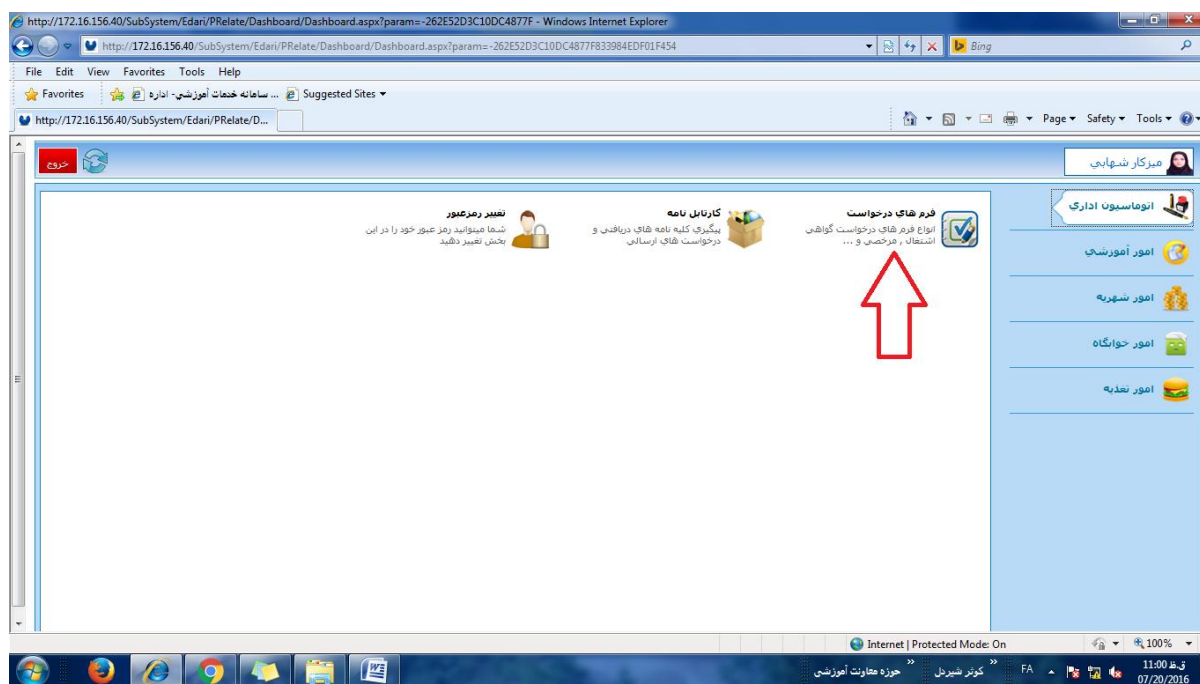 http://172.16.156.40/SubSystem/Edari/PRelate/Dashboard/Dashboard.aspx?param=-262E52D3C10DC4877F - Windows Internet Explorer
http://172.16.156.40/SubSystem/Edari/PRelate/Dashboard/Dashboard.aspx?param=-262E52D3C10DC4877F833984EDF01F454
Bing
File Edit View Favorites Tools Help
Favorites
سامانه خدمات آموزشي- اداره ...
Suggested Sites
http://172.16.156.40/SubSystem/Edari/PRelate/D...
Page Safety Tools
ميزكار شهابي
خروج
اتوماسيون اداري
امور آموزشي
امور شهريه
امور خوابگاه
امور تغذيه
فرم هاي درخواست
انواع فرم هاي درخواست گواهي
اشتغال , مرخصي و ...
كارتابل نامه
پيگيري كليه نامه هاي دريافتي و
درخواست هاي ارسالي
تغيير رمزعبور
شما ميتوانيد رمز عبور خود را در اين
بخش تغيير دهيد
Internet | Protected Mode: On
100%
حوزه معاونت آموزشی
کوثر شیردل
FA
11:00 ق.ظ
07/20/2016